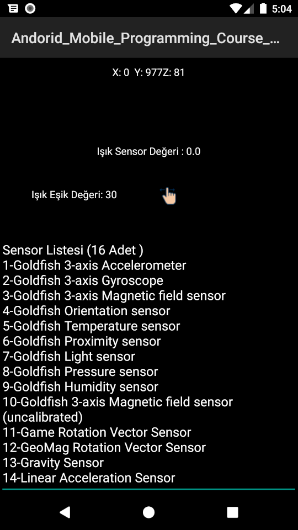 5:04
Andorid_Mobile_Programming_Course_...
X: 0 Y: 977Z: 81
Işık Sensor Değeri : 0.0
Işık Eşik Değeri: 30
Sensor Listesi (16 Adet )
1-Goldfish 3-axis Accelerometer
2-Goldfish 3-axis Gyroscope
3-Goldfish 3-axis Magnetic field sensor
4-Goldfish Orientation sensor
5-Goldfish Temperature sensor
6-Goldfish Proximity sensor
7-Goldfish Light sensor
8-Goldfish Pressure sensor
9-Goldfish Humidity sensor
10-Goldfish 3-axis Magnetic field sensor
(uncalibrated)
11-Game Rotation Vector Sensor
12-GeoMag Rotation Vector Sensor
13-Gravity Sensor
14-Linear Acceleration Sensor